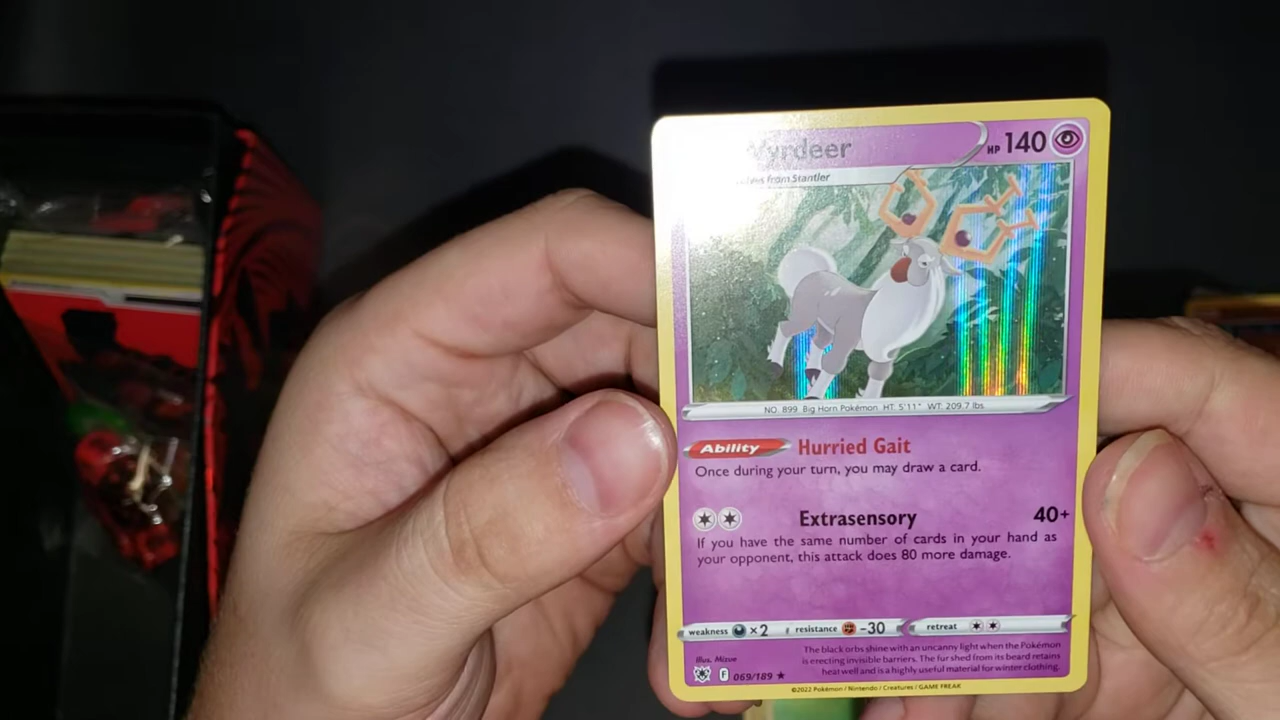 Wyrdeer HP 140
from Stantler
NO. 899 Big Horn Pokémon HT: 5'11" WT: 209.7 lbs.
Ability Hurried Gait
Once during your turn, you may draw a card.
Extrasensory 40+
If you have the same number of cards in your hand as
your opponent, this attack does 80 more damage.
weakness ×2 resistance -30 retreat
Illus. Mizue
The black orbs shine with an uncanny light when the Pokémon
is erecting invisible barriers. The fur shed from its beard retains
heat well and is a highly useful material for winter clothing.
F 069/189 ★
©2022 Pokémon / Nintendo / Creatures / GAME FREAK